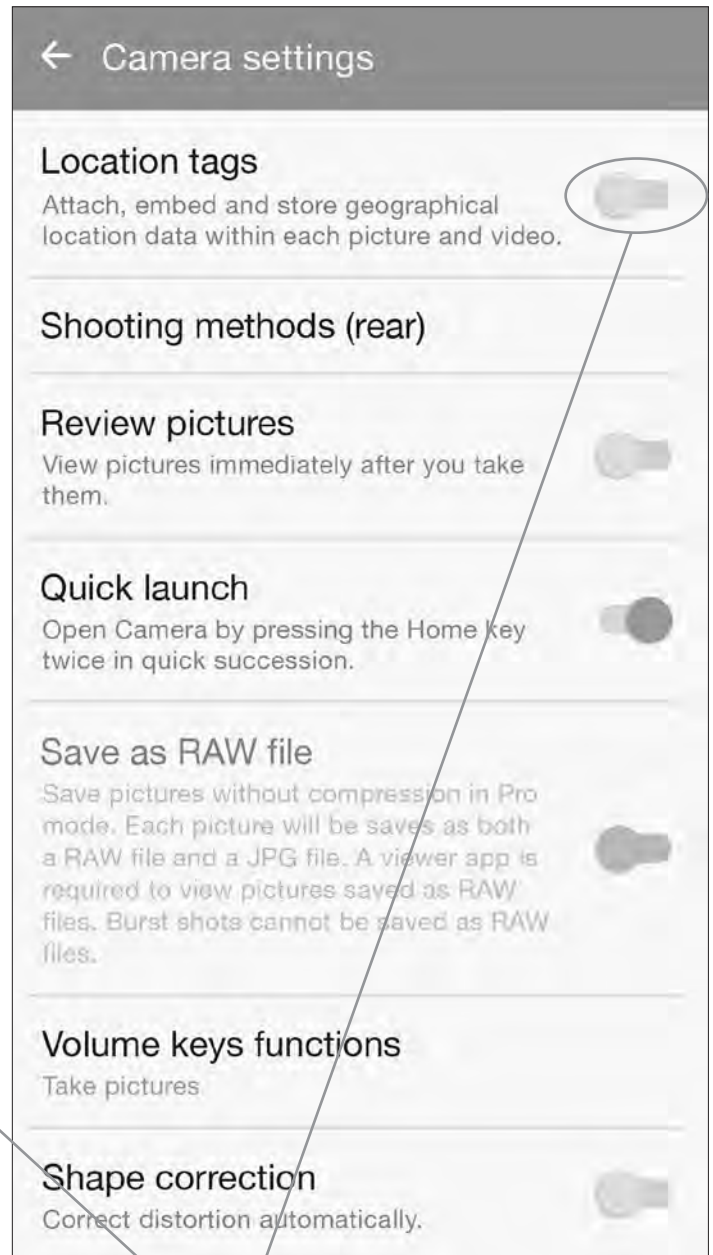 ← Camera settings
Location tags
Attach, embed and store geographical
location data within each picture and video.
Shooting methods (rear)
Review pictures
View pictures immediately after you take
them.
Quick launch
Open Camera by pressing the Home key
twice in quick succession.
Save as RAW file
Save pictures without compression in Pro
mode. Each picture will be saves as both
a RAW file and a JPG file. A viewer app is
required to view pictures saved as RAW
files. Burst shots cannot be saved as RAW
files.
Volume keys functions
Take pictures
Shape correction
Correct distortion automatically.